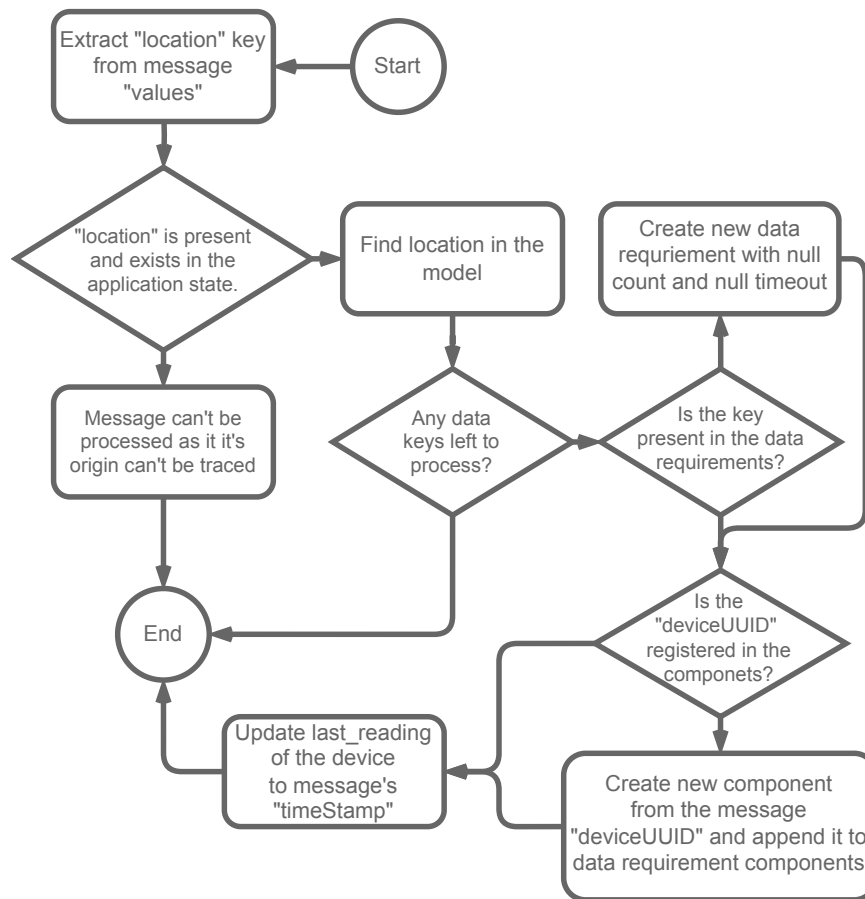 Start
Extract "location" key
from message
"values"
"location" is present
and exists in the
application state.
Find location in the
model
Create new data
requriement with null
count and null timeout
Message can't be
processed as it it's
origin can't be traced
Any data
keys left to
process?
Is the key
present in the data
requirements?
End
Is the
"deviceUUID"
registered in the
componets?
Update last_reading
of the device
to message's
"timeStamp"
Create new component
from the message
"deviceUUID" and append it to
data requirement components